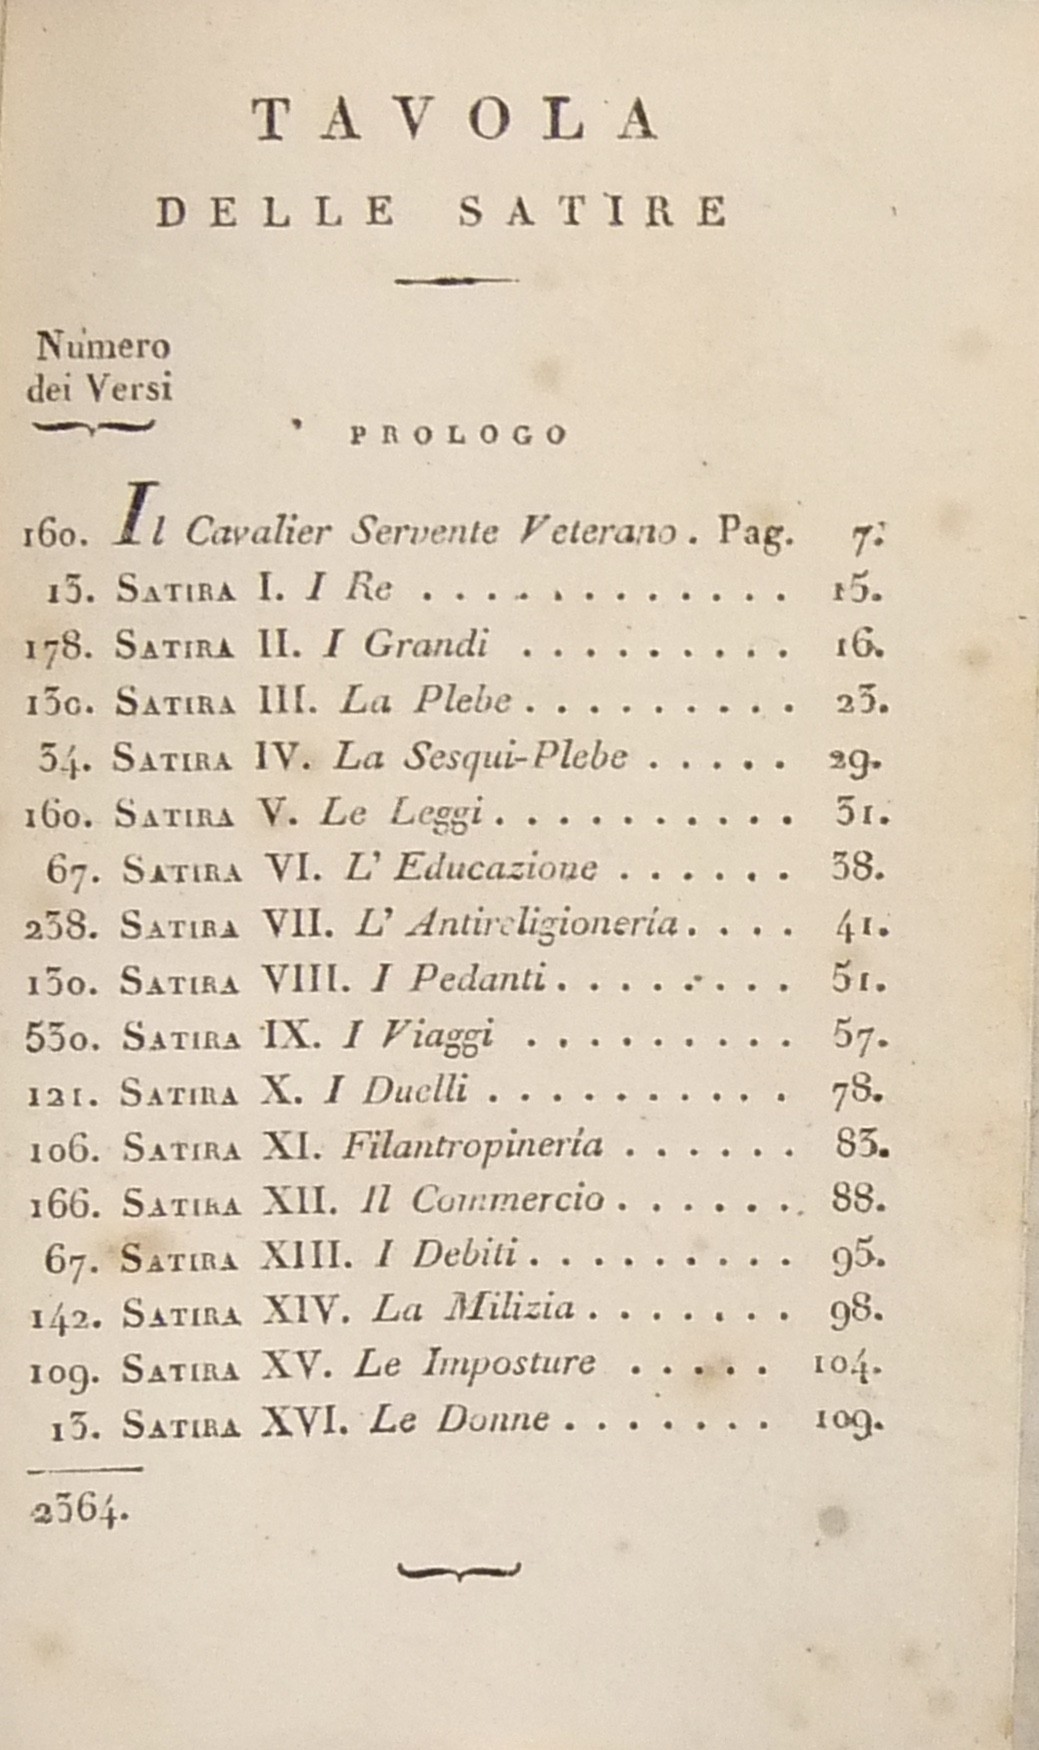 TAVOLA
DELLE SATIRE
Numero
dei Versi
PROLOGO
160. Il Cavalier Servente Veterano. Pag. 7.
13. SATIRA I. I Re . . . . . . . . . . . . 15.
178. SATIRA II. I Grandi . . . . . . . . . 16.
130. SATIRA III. La Plebe . . . . . . . . . 23.
34. SATIRA IV. La Sesqui-Plebe . . . . . 29.
160. SATIRA V. Le Leggi . . . . . . . . . . 31.
67. SATIRA VI. L' Educazione . . . . . . 38.
238. SATIRA VII. L' Antireligionería . . . . 41.
130. SATIRA VIII. I Pedanti . . . . . . . . 51.
530. SATIRA IX. I Viaggi . . . . . . . . . 57.
121. SATIRA X. I Duelli . . . . . . . . . . 78.
106. SATIRA XI. Filantropinería . . . . . . 83.
166. SATIRA XII. Il Commercio . . . . . . . 88.
67. SATIRA XIII. I Debiti . . . . . . . . . 95.
142. SATIRA XIV. La Milizia . . . . . . . 98.
109. SATIRA XV. Le Imposture . . . . . 104.
13. SATIRA XVI. Le Donne . . . . . . . 109.
2364.